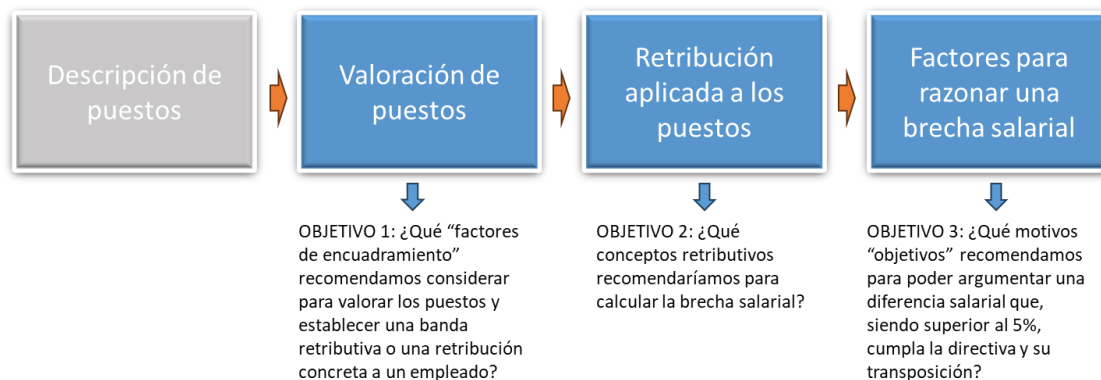 Descripción de
puestos
Valoración de
puestos
Retribución
aplicada a los
puestos
Factores para
razonar una
brecha salarial
OBJETIVO 1: ¿Qué “factores
de encuadramiento”
recomendamos considerar
para valorar los puestos y
establecer una banda
retributiva o una retribución
concreta a un empleado?
OBJETIVO 2: ¿Qué
conceptos retributivos
recomendaríamos para
calcular la brecha salarial?
OBJETIVO 3: ¿Qué motivos
“objetivos” recomendamos
para poder argumentar una
diferencia salarial que,
siendo superior al 5%,
cumpla la directiva y su
transposición?